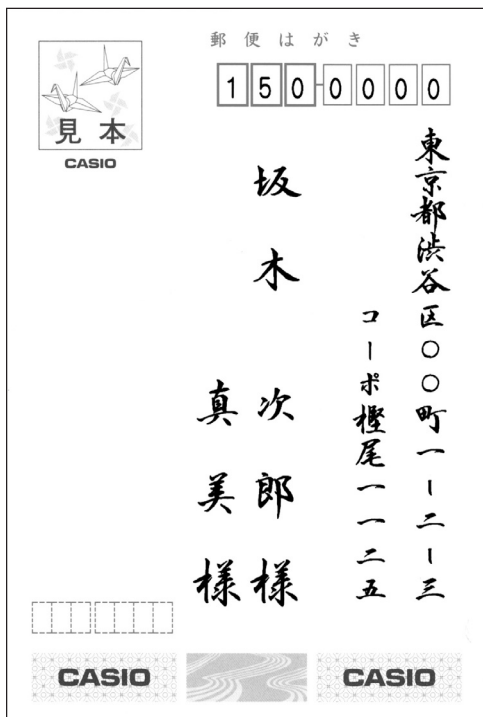 郵便はがき
150-0000
見本
CASIO
東京都渋谷区〇〇町一ー二ー三
コーポ樫尾一一二五
坂木 次郎様
真美様
CASIO
CASIO